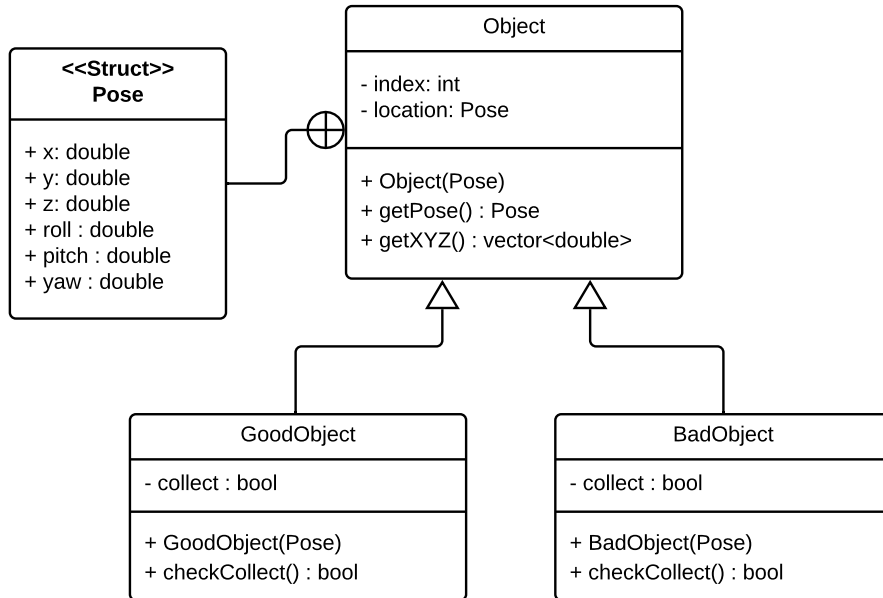 <<Struct>>
Pose
+ x: double
+ y: double
+ z: double
+ roll : double
+ pitch : double
+ yaw : double
Object
- index: int
- location: Pose
+ Object(Pose)
+ getPose() : Pose
+ getXYZ() : vector<double>
GoodObject
- collect : bool
+ GoodObject(Pose)
+ checkCollect() : bool
BadObject
- collect : bool
+ BadObject(Pose)
+ checkCollect() : bool